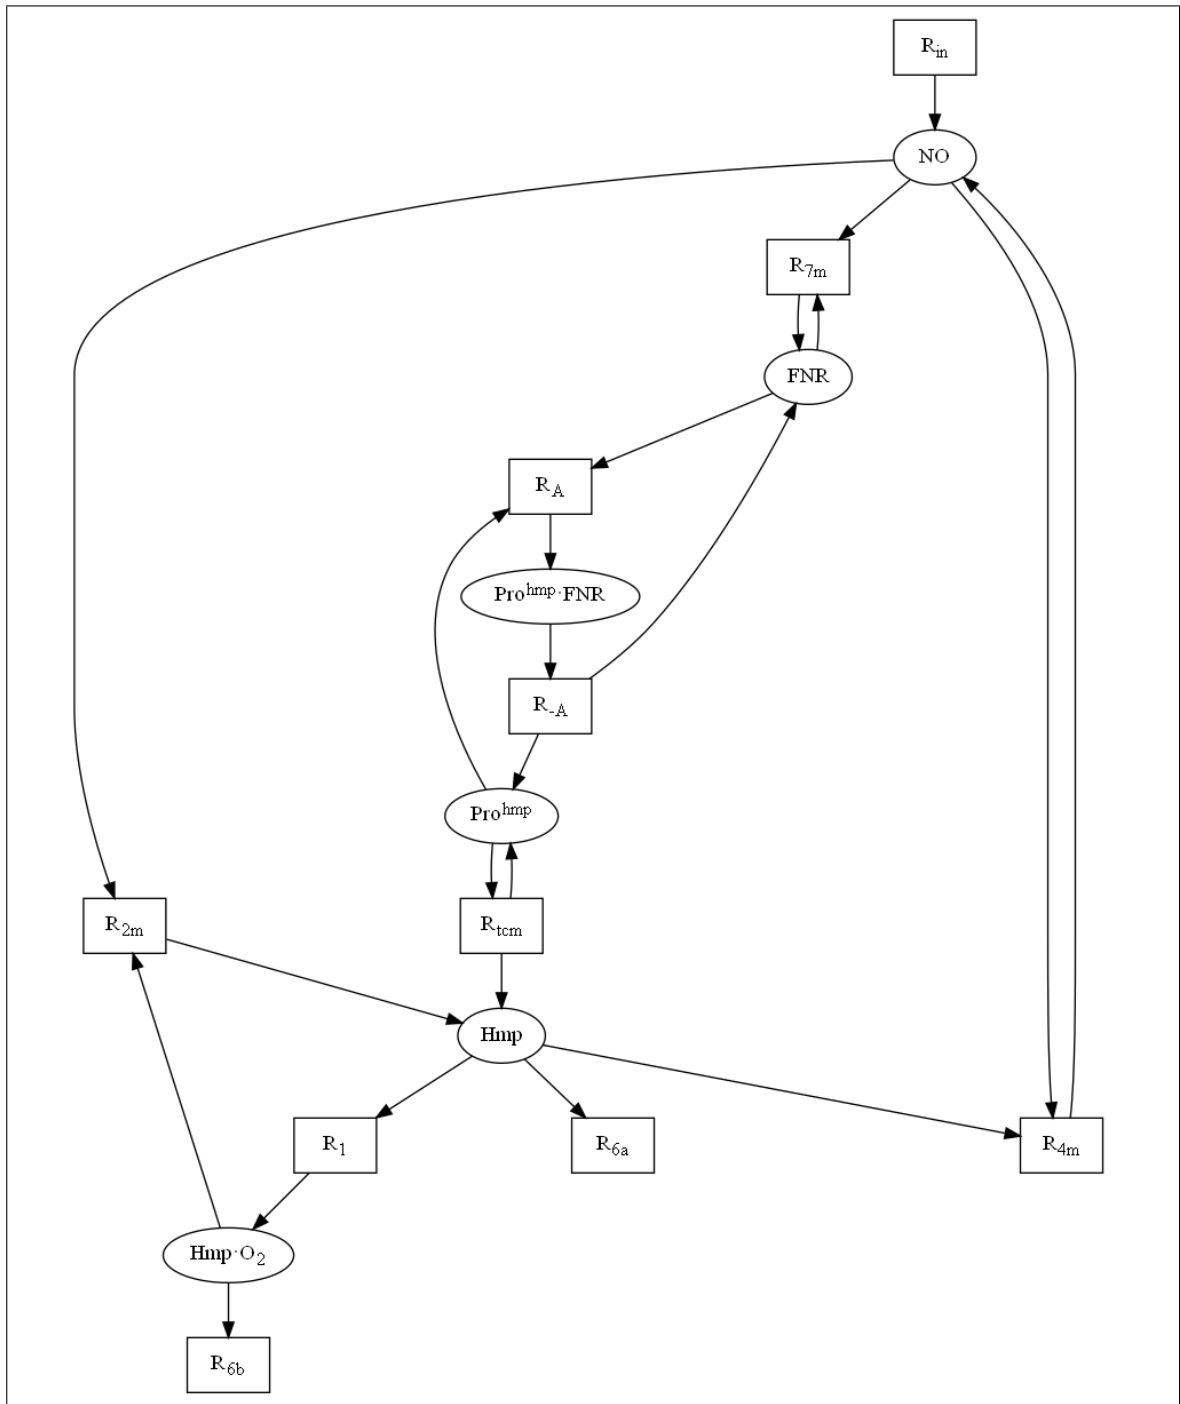 R_in
NO
R_7m
FNR
R_A
Pro^hmp·FNR
R_-A
Pro^hmp
R_2m
R_tcm
Hmp
R_1
R_6a
R_4m
Hmp·O_2
R_6b